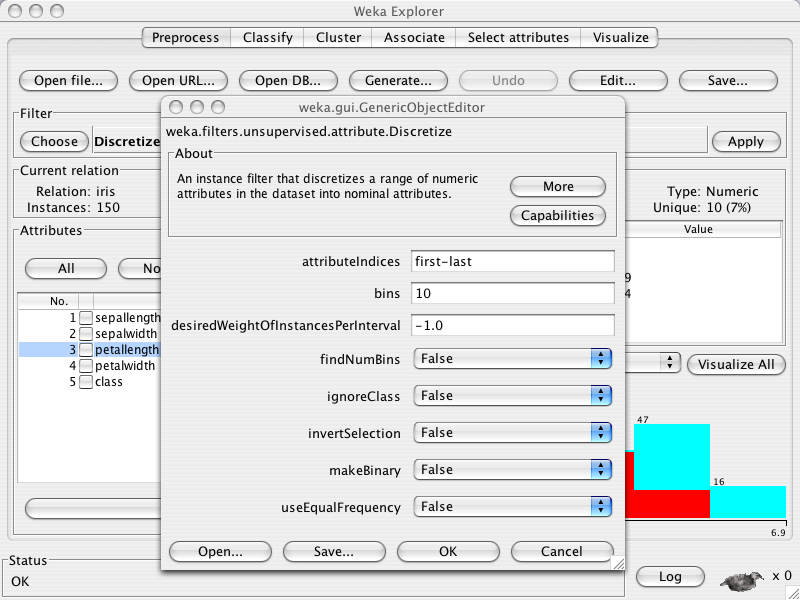 Weka Explorer
Preprocess Classify Cluster Associate Select attributes Visualize
Open file... Open URL... Open DB... Generate... Undo Edit... Save...
Filter
Choose Discretize Apply
Current relation
Relation: iris
Instances: 150
Type: Numeric
Unique: 10 (7%)
Attributes
All No
No.
1 sepallength
2 sepalwidth
3 petallength
4 petalwidth
5 class
Value
9
4
Visualize All
47
16
6.9
weka.gui.GenericObjectEditor
weka.filters.unsupervised.attribute.Discretize
About
An instance filter that discretizes a range of numeric
attributes in the dataset into nominal attributes.
More
Capabilities
attributeIndices first-last
bins 10
desiredWeightOfInstancesPerInterval -1.0
findNumBins False
ignoreClass False
invertSelection False
makeBinary False
useEqualFrequency False
Open... Save... OK Cancel
Status
OK
Log x 0